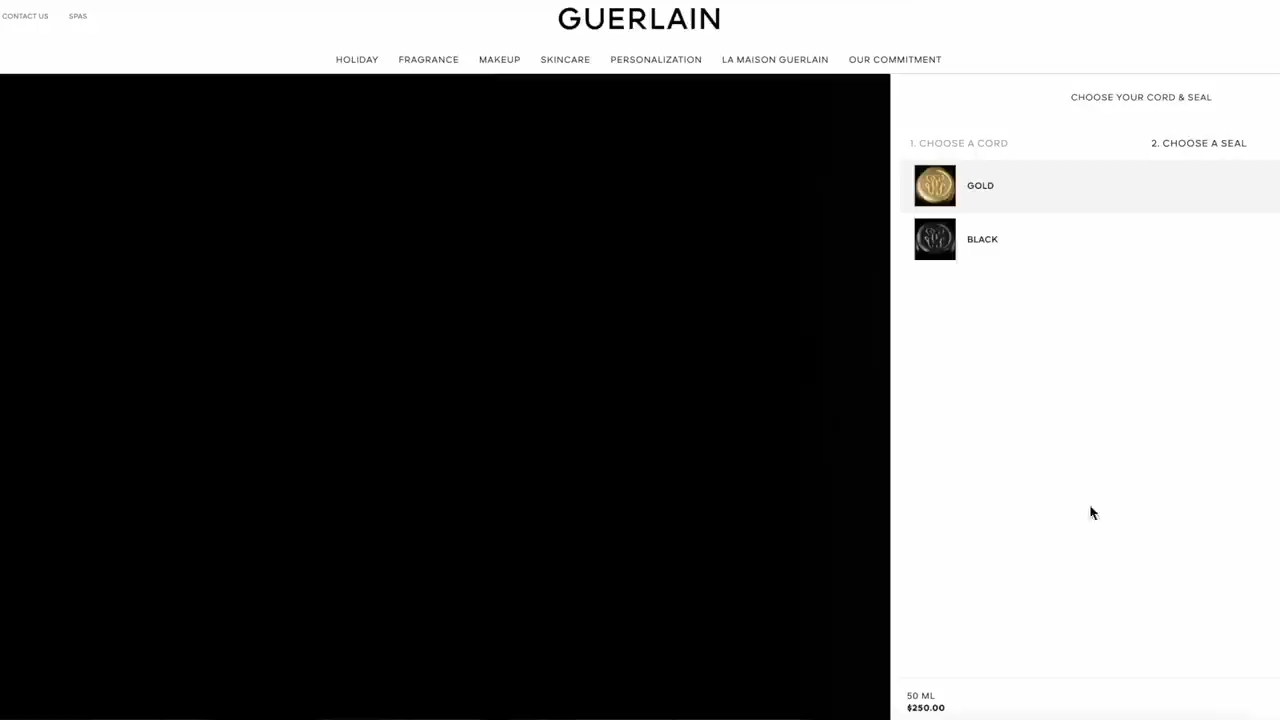 CONTACT US SPAS
GUERLAIN
HOLIDAY FRAGRANCE MAKEUP SKINCARE PERSONALIZATION LA MAISON GUERLAIN OUR COMMITMENT
CHOOSE YOUR CORD & SEAL
1. CHOOSE A CORD 2. CHOOSE A SEAL
GOLD
BLACK
50 ML
$250.00